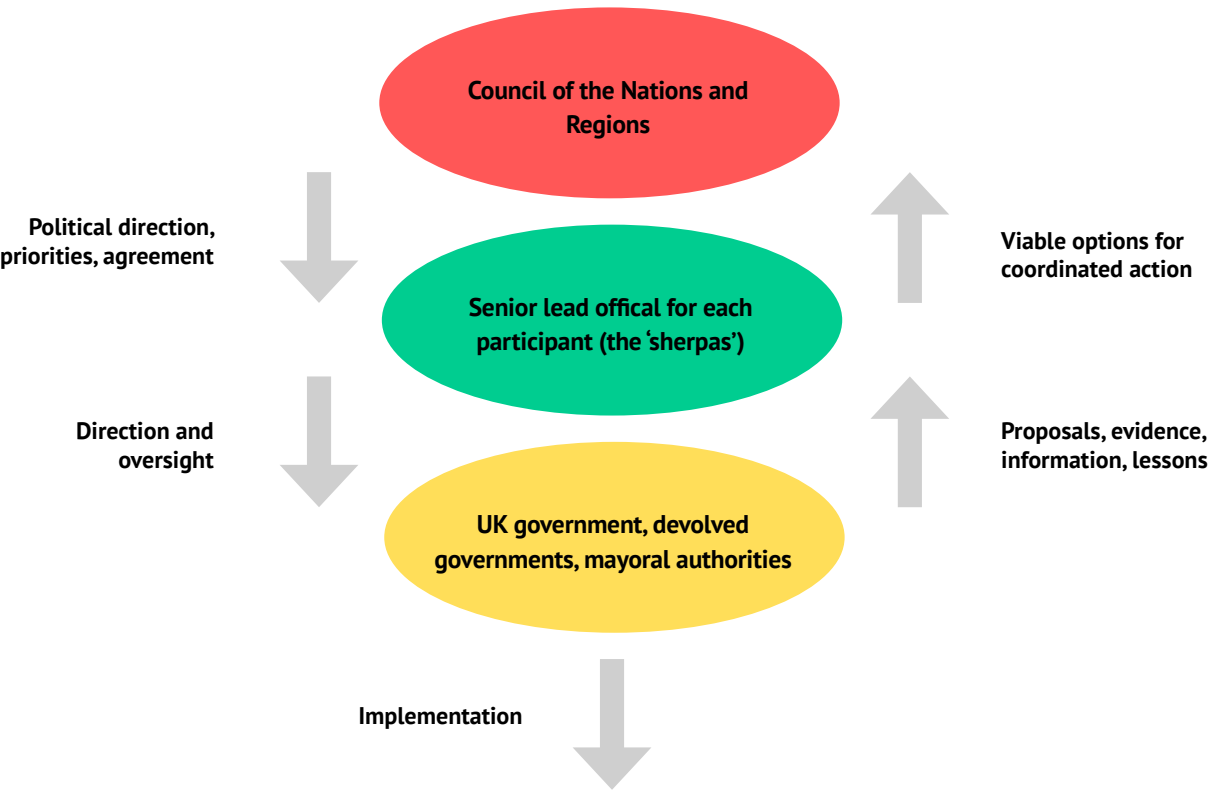 Council of the Nations and
Regions
Political direction,
priorities, agreement
Viable options for
coordinated action
Senior lead offical for each
participant (the ‘sherpas’)
Direction and
oversight
Proposals, evidence,
information, lessons
UK government, devolved
governments, mayoral authorities
Implementation